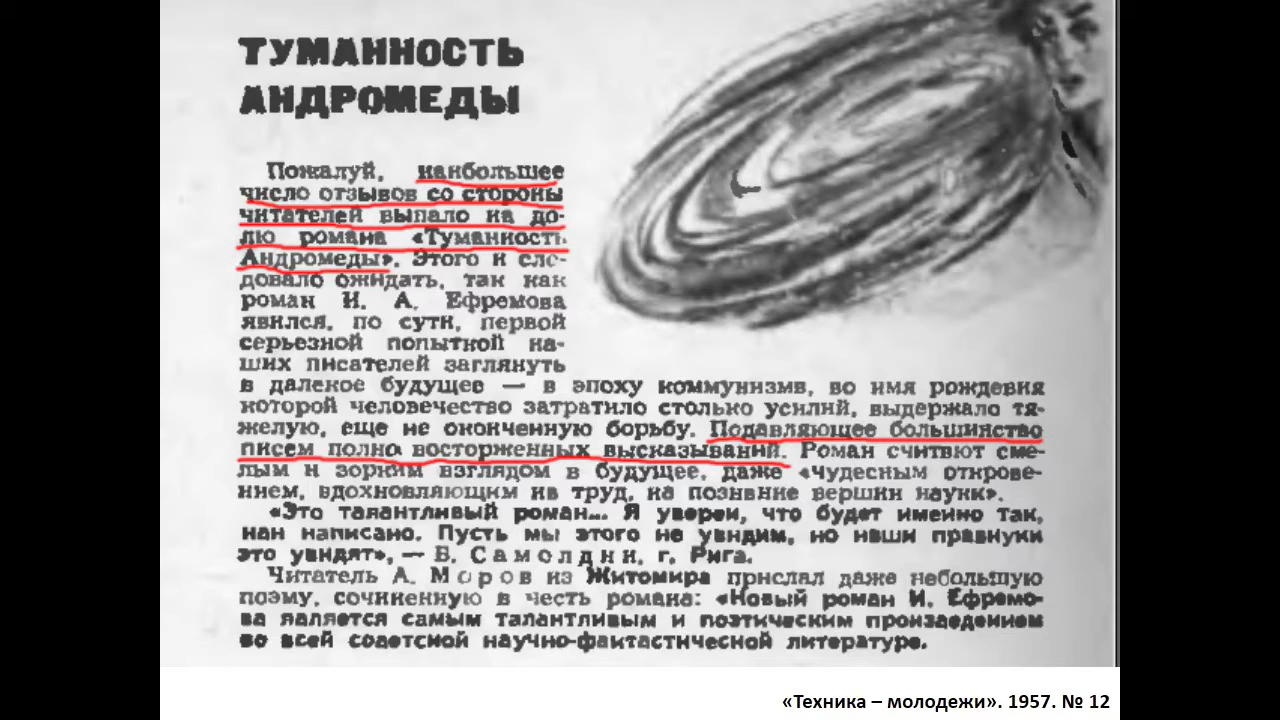 ТУМАННОСТЬ
АНДРОМЕДЫ
Пожалуй, наибольшее
число отзывов со стороны
читателей выпало на до-
лю романа «Туманность
Андромеды». Этого и сле-
довало ожидать, так как
роман И. А. Ефремова
явился, по сути, первой
серьезной попыткой на-
ших писателей заглянуть
в далекое будущее — в эпоху коммунизма, во имя рождения
которой человечество затратило столько усилий, выдержало тя-
желую, еще не оконченную борьбу. Подавляющее большинство
писем полно восторженных высказываний. Роман считают сме-
лым и зорким взглядом в будущее, даже «Чудесным открове-
нием, вдохновляющим на труд, на познание вершин науки».
«Это талантливый роман... Я уверен, что будет именно так,
как написано. Пусть мы этого не увидим, но наши правнуки
это увидят», — Б. Самолдин, г. Рига.
Читатель А. Моров из Житомира прислал даже небольшую
поэму, сочиненную в честь романа: «Новый роман И. Ефремо-
ва является самым талантливым и поэтическим произведением
во всей советской научно-фантастической литературе.
«Техника – молодежи». 1957. № 12